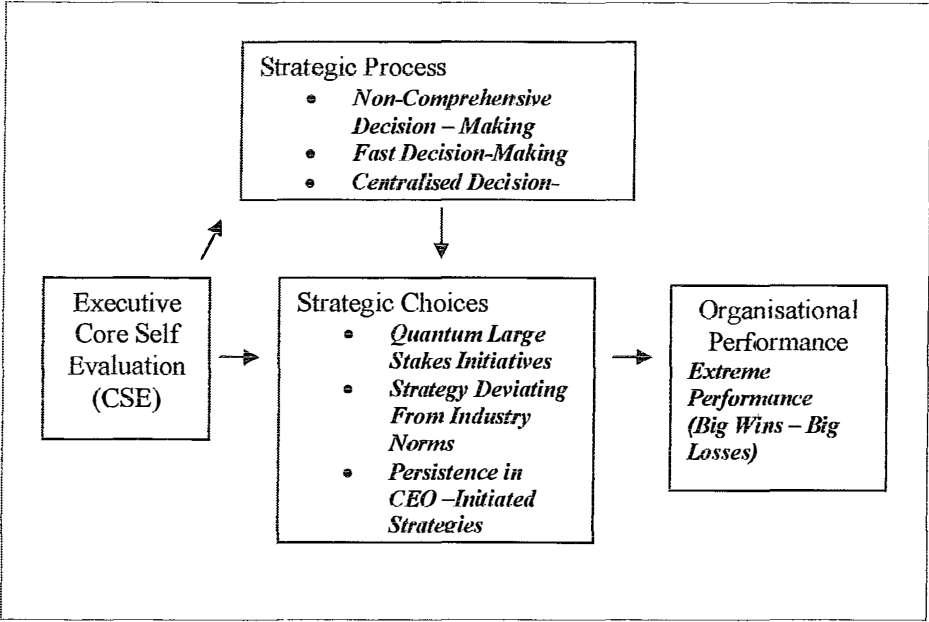 Strategic Process
• Non-Comprehensive
Decision – Making
• Fast Decision-Making
• Centralised Decision-
Executive
Core Self
Evaluation
(CSE)
Strategic Choices
• Quantum Large
Stakes Initiatives
• Strategy Deviating
From Industry
Norms
• Persistence in
CEO –Initiated
Strategies
Organisational
Performance
Extreme
Performance
(Big Wins – Big
Losses)